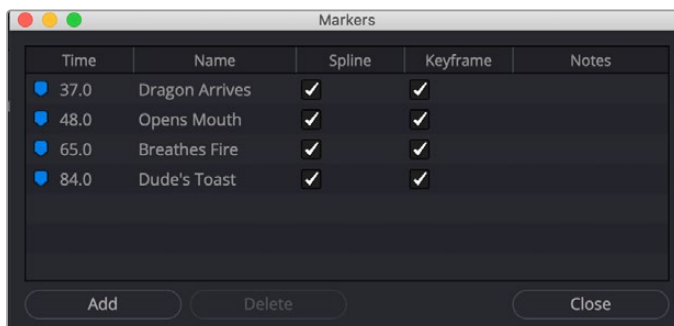 Markers
Time Name Spline Keyframe Notes
37.0 Dragon Arrives
48.0 Opens Mouth
65.0 Breathes Fire
84.0 Dude's Toast
Add Delete Close